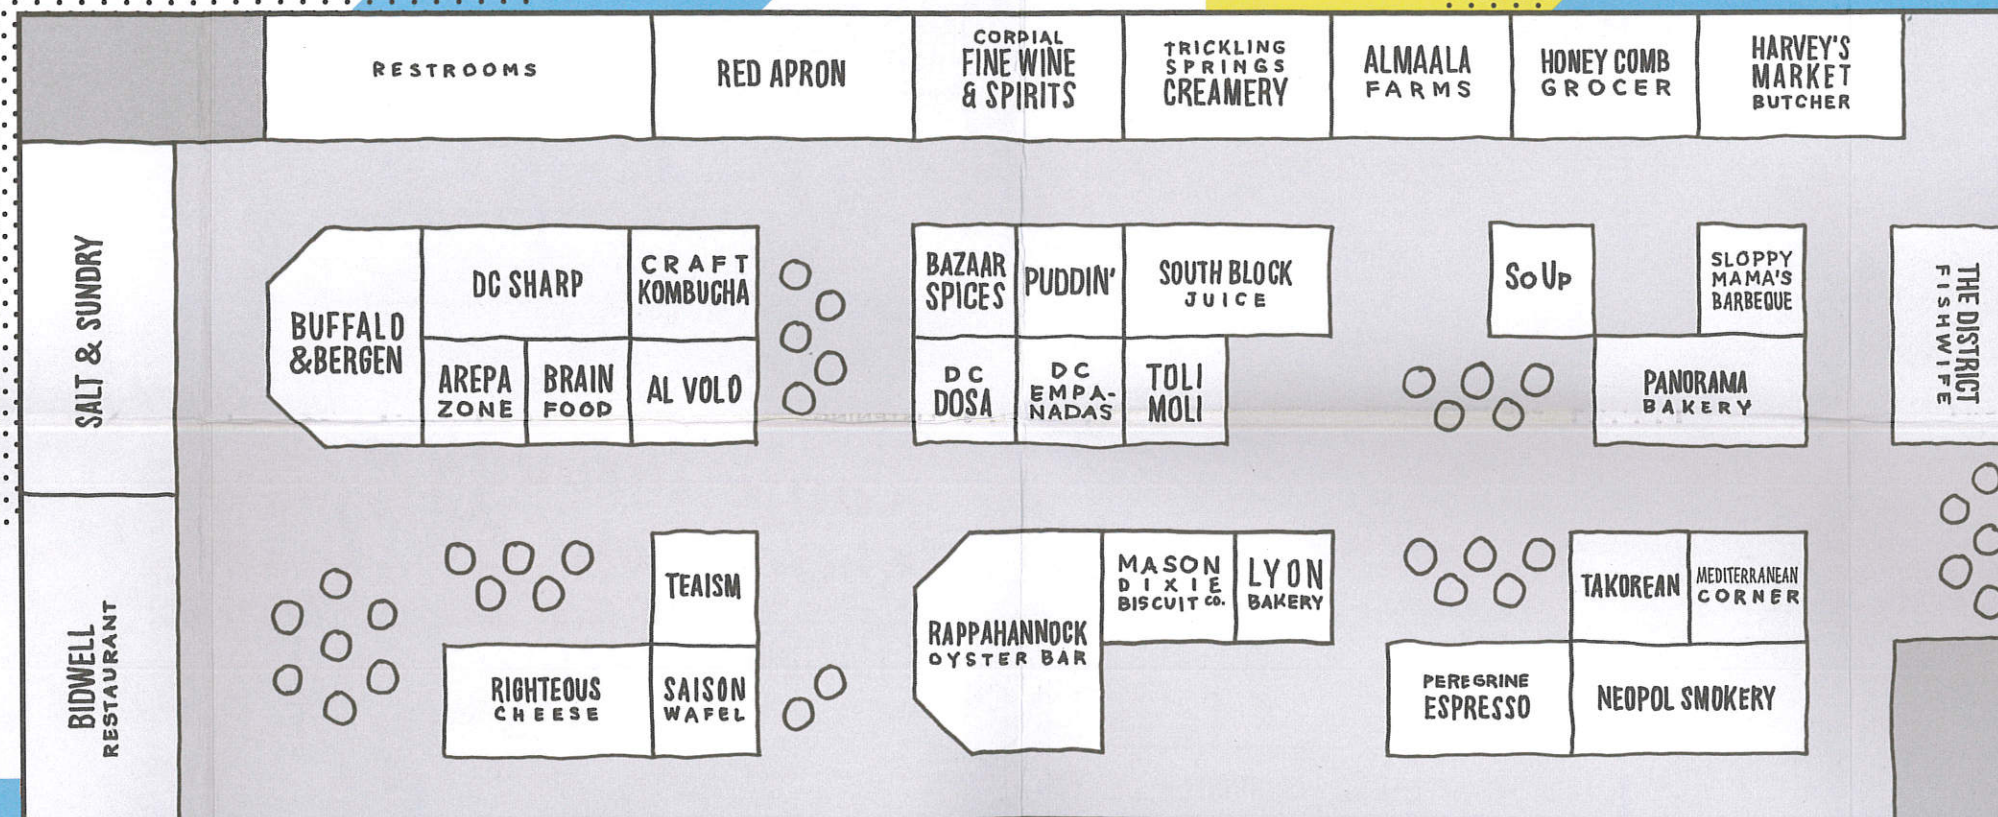 RESTROOMS
RED APRON
CORDIAL
FINE WINE
& SPIRITS
TRICKLING
SPRINGS
CREAMERY
ALMAALA
FARMS
HONEY COMB
GROCER
HARVEY'S
MARKET
BUTCHER
SALT & SUNDRY
BUFFALO
&BERGEN
DC SHARP
CRAFT
KOMBUCHA
AREPA
ZONE
BRAIN
FOOD
AL VOLO
BAZAAR
SPICES
PUDDIN'
SOUTH BLOCK
JUICE
DC
DOSA
DC
EMPA-
NADAS
TOLI
MOLI
SoUp
SLOPPY
MAMA'S
BARBEQUE
PANORAMA
BAKERY
THE DISTRICT
FISHWIFE
BIDWELL
RESTAURANT
TEAISM
RIGHTEOUS
CHEESE
SAISON
WAFEL
RAPPAHANNOCK
OYSTER BAR
MASON
DIXIE
BISCUIT CO.
LYON
BAKERY
TAKOREAN
MEDITERRANEAN
CORNER
PEREGRINE
ESPRESSO
NEOPOL SMOKERY